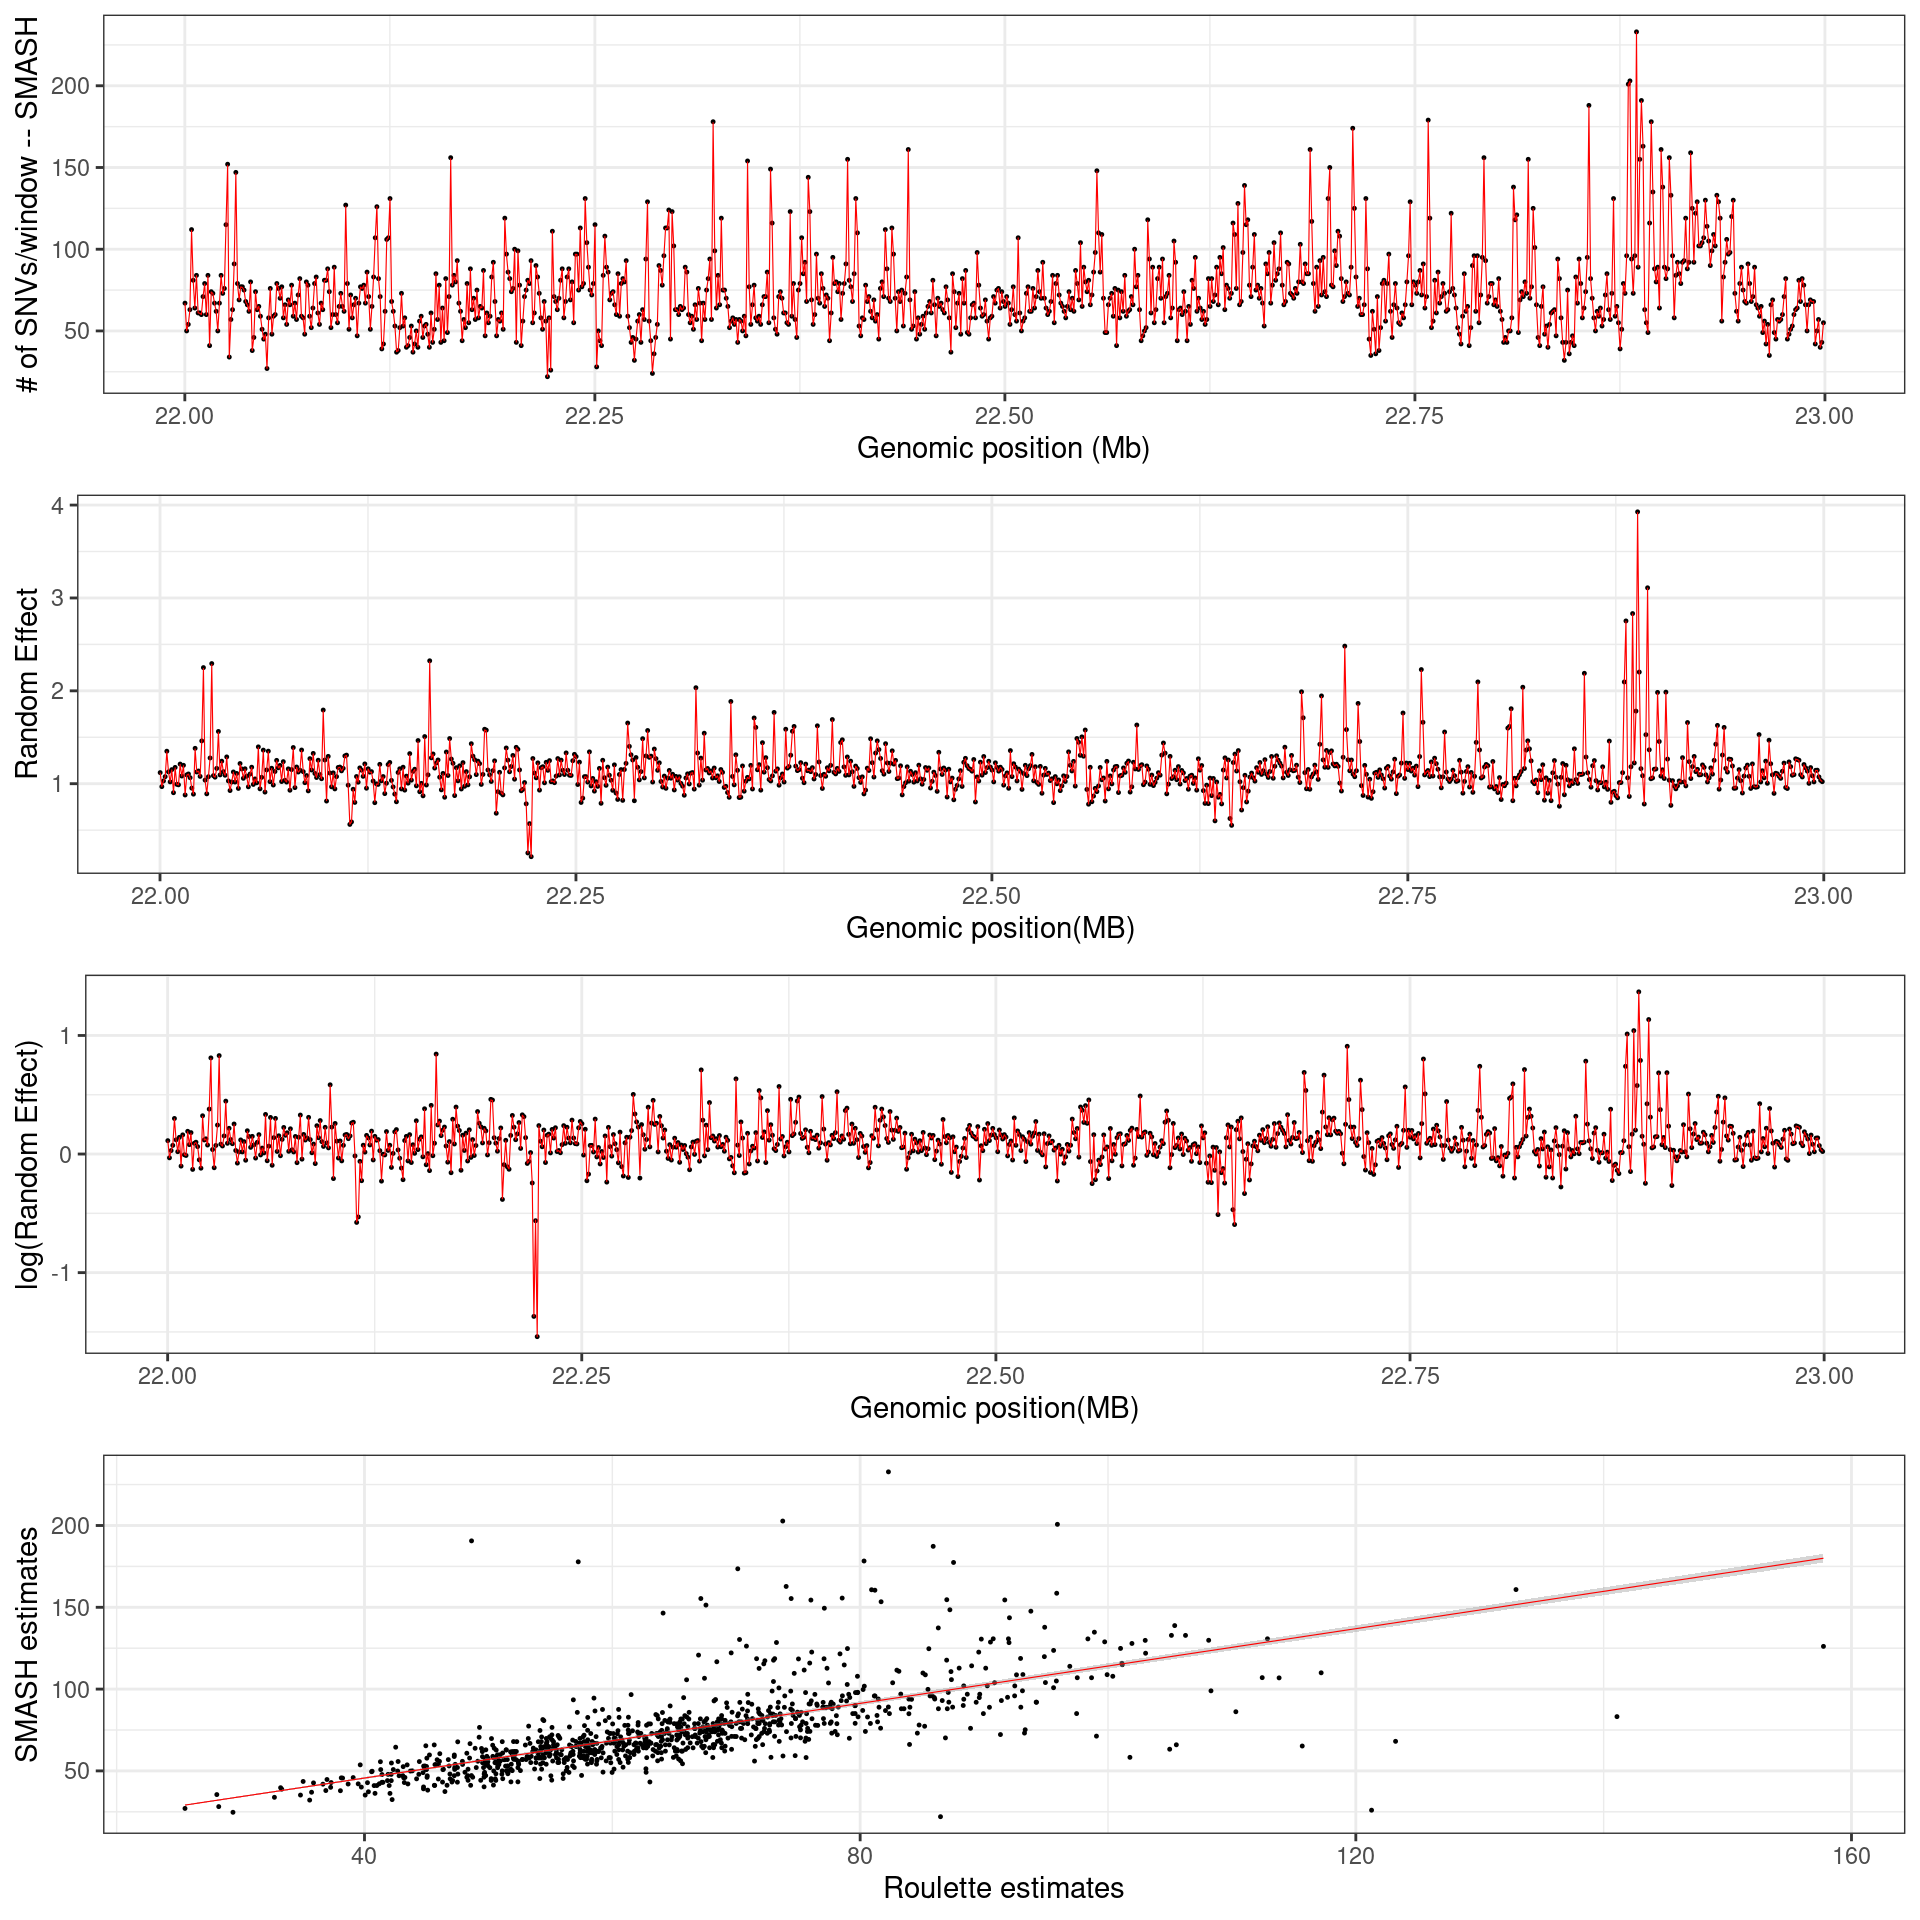 # of SNVs/window -- SMASH
200
150
100
50
22.00 22.25 22.50 22.75 23.00
Genomic position (Mb)
Random Effect
4
3
2
1
22.00 22.25 22.50 22.75 23.00
Genomic position(MB)
log(Random Effect)
1
0
-1
22.00 22.25 22.50 22.75 23.00
Genomic position(MB)
SMASH estimates
200
150
100
50
40 80 120 160
Roulette estimates